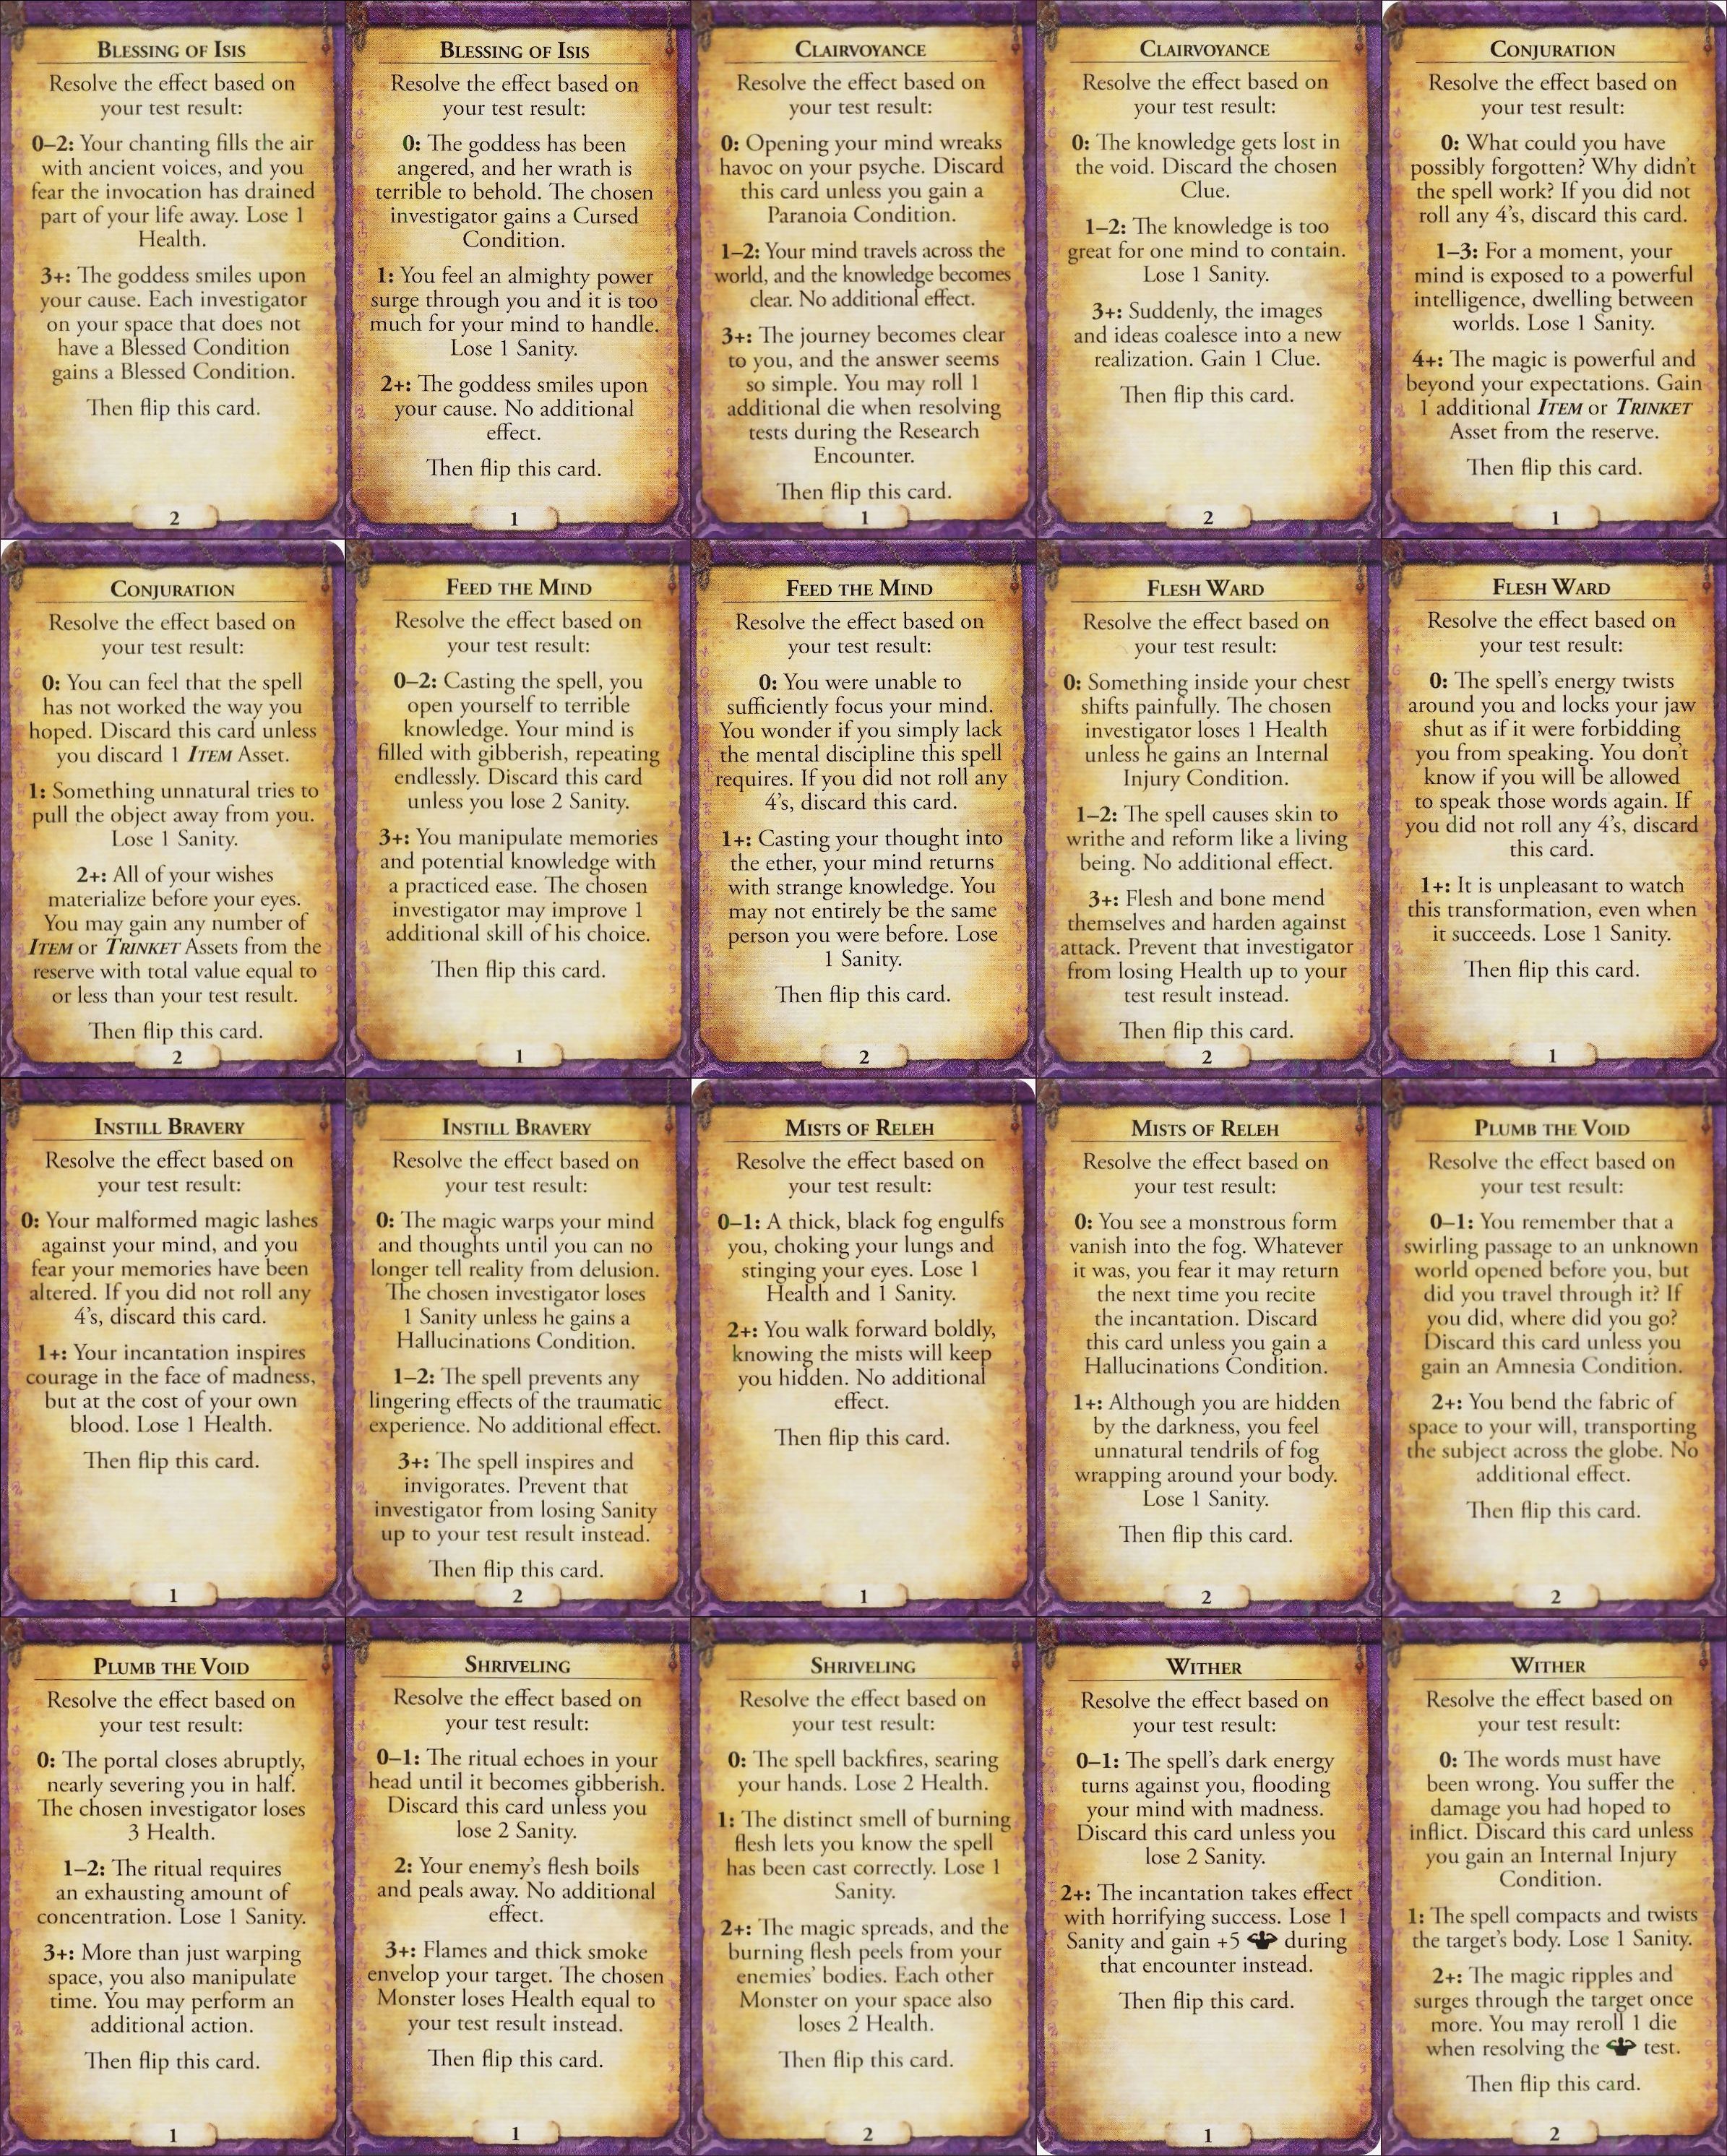 BLESSING OF ISIS
Resolve the effect based on
your test result:
0–2: Your chanting fills the air
with ancient voices, and you
fear the invocation has drained
part of your life away. Lose 1
Health.
3+: The goddess smiles upon
your cause. Each investigator
on your space that does not
have a Blessed Condition
gains a Blessed Condition.
Then flip this card.
2
BLESSING OF ISIS
Resolve the effect based on
your test result:
0: The goddess has been
angered, and her wrath is
terrible to behold. The chosen
investigator gains a Cursed
Condition.
1: You feel an almighty power
surge through you and it is too
much for your mind to handle.
Lose 1 Sanity.
2+: The goddess smiles upon
your cause. No additional
effect.
Then flip this card.
1
CLAIRVOYANCE
Resolve the effect based on
your test result:
0: Opening your mind wreaks
havoc on your psyche. Discard
this card unless you gain a
Paranoia Condition.
1–2: Your mind travels across the
world, and the knowledge becomes
clear. No additional effect.
3+: The journey becomes clear
to you, and the answer seems
so simple. You may roll 1
additional die when resolving
tests during the Research
Encounter.
Then flip this card.
1
CLAIRVOYANCE
Resolve the effect based on
your test result:
0: The knowledge gets lost in
the void. Discard the chosen
Clue.
1–2: The knowledge is too
great for one mind to contain.
Lose 1 Sanity.
3+: Suddenly, the images
and ideas coalesce into a new
realization. Gain 1 Clue.
Then flip this card.
2
CONJURATION
Resolve the effect based on
your test result:
0: What could you have
possibly forgotten? Why didn't
the spell work? If you did not
roll any 4's, discard this card.
1–3: For a moment, your
mind is exposed to a powerful
intelligence, dwelling between
worlds. Lose 1 Sanity.
4+: The magic is powerful and
beyond your expectations. Gain
1 additional ITEM or TRINKET
Asset from the reserve.
Then flip this card.
1
CONJURATION
Resolve the effect based on
your test result:
0: You can feel that the spell
has not worked the way you
hoped. Discard this card unless
you discard 1 ITEM Asset.
1: Something unnatural tries to
pull the object away from you.
Lose 1 Sanity.
2+: All of your wishes
materialize before your eyes.
You may gain any number of
ITEM or TRINKET Assets from the
reserve with total value equal to
or less than your test result.
Then flip this card.
2
FEED THE MIND
Resolve the effect based on
your test result:
0–2: Casting the spell, you
open yourself to terrible
knowledge. Your mind is
filled with gibberish, repeating
endlessly. Discard this card
unless you lose 2 Sanity.
3+: You manipulate memories
and potential knowledge with
a practiced ease. The chosen
investigator may improve 1
additional skill of his choice.
Then flip this card.
1
FEED THE MIND
Resolve the effect based on
your test result:
0: You were unable to
sufficiently focus your mind.
You wonder if you simply lack
the mental discipline this spell
requires. If you did not roll any
4's, discard this card.
1+: Casting your thought into
the ether, your mind returns
with strange knowledge. You
may not entirely be the same
person you were before. Lose
1 Sanity.
Then flip this card.
2
FLESH WARD
Resolve the effect based on
your test result:
0: Something inside your chest
shifts painfully. The chosen
investigator loses 1 Health
unless he gains an Internal
Injury Condition.
1–2: The spell causes skin to
writhe and reform like a living
being. No additional effect.
3+: Flesh and bone mend
themselves and harden against
attack. Prevent that investigator
from losing Health up to your
test result instead.
Then flip this card.
2
FLESH WARD
Resolve the effect based on
your test result:
0: The spell's energy twists
around you and locks your jaw
shut as if it were forbidding
you from speaking. You don't
know if you will be allowed
to speak those words again. If
you did not roll any 4's, discard
this card.
1+: It is unpleasant to watch
this transformation, even when
it succeeds. Lose 1 Sanity.
Then flip this card.
1
INSTILL BRAVERY
Resolve the effect based on
your test result:
0: Your malformed magic lashes
against your mind, and you
fear your memories have been
altered. If you did not roll any
4's, discard this card.
1+: Your incantation inspires
courage in the face of madness,
but at the cost of your own
blood. Lose 1 Health.
Then flip this card.
1
INSTILL BRAVERY
Resolve the effect based on
your test result:
0: The magic warps your mind
and thoughts until you can no
longer tell reality from delusion.
The chosen investigator loses
1 Sanity unless he gains a
Hallucinations Condition.
1–2: The spell prevents any
lingering effects of the traumatic
experience. No additional effect.
3+: The spell inspires and
invigorates. Prevent that
investigator from losing Sanity
up to your test result instead.
Then flip this card.
2
MISTS OF RELEH
Resolve the effect based on
your test result:
0–1: A thick, black fog engulfs
you, choking your lungs and
stinging your eyes. Lose 1
Health and 1 Sanity.
2+: You walk forward boldly,
knowing the mists will keep
you hidden. No additional
effect.
Then flip this card.
1
MISTS OF RELEH
Resolve the effect based on
your test result:
0: You see a monstrous form
vanish into the fog. Whatever
it was, you fear it may return
the next time you recite
the incantation. Discard
this card unless you gain a
Hallucinations Condition.
1+: Although you are hidden
by the darkness, you feel
unnatural tendrils of fog
wrapping around your body.
Lose 1 Sanity.
Then flip this card.
2
PLUMB THE VOID
Resolve the effect based on
your test result:
0–1: You remember that a
swirling passage to an unknown
world opened before you, but
did you travel through it? If
you did, where did you go?
Discard this card unless you
gain an Amnesia Condition.
2+: You bend the fabric of
space to your will, transporting
the subject across the globe. No
additional effect.
Then flip this card.
2
PLUMB THE VOID
Resolve the effect based on
your test result:
0: The portal closes abruptly,
nearly severing you in half.
The chosen investigator loses
3 Health.
1–2: The ritual requires
an exhausting amount of
concentration. Lose 1 Sanity.
3+: More than just warping
space, you also manipulate
time. You may perform an
additional action.
Then flip this card.
1
SHRIVELING
Resolve the effect based on
your test result:
0–1: The ritual echoes in your
head until it becomes gibberish.
Discard this card unless you
lose 2 Sanity.
2: Your enemy's flesh boils
and peals away. No additional
effect.
3+: Flames and thick smoke
envelop your target. The chosen
Monster loses Health equal to
your test result instead.
Then flip this card.
1
SHRIVELING
Resolve the effect based on
your test result:
0: The spell backfires, searing
your hands. Lose 2 Health.
1: The distinct smell of burning
flesh lets you know the spell
has been cast correctly. Lose 1
Sanity.
2+: The magic spreads, and the
burning flesh peels from your
enemies' bodies. Each other
Monster on your space also
loses 2 Health.
Then flip this card.
2
WITHER
Resolve the effect based on
your test result:
0–1: The spell's dark energy
turns against you, flooding
your mind with madness.
Discard this card unless you
lose 2 Sanity.
2+: The incantation takes effect
with horrifying success. Lose 1
Sanity and gain +5 during
that encounter instead.
Then flip this card.
1
WITHER
Resolve the effect based on
your test result:
0: The words must have
been wrong. You suffer the
damage you had hoped to
inflict. Discard this card unless
you gain an Internal Injury
Condition.
1: The spell compacts and twists
the target's body. Lose 1 Sanity.
2+: The magic ripples and
surges through the target once
more. You may reroll 1 die
when resolving the test.
Then flip this card.
2